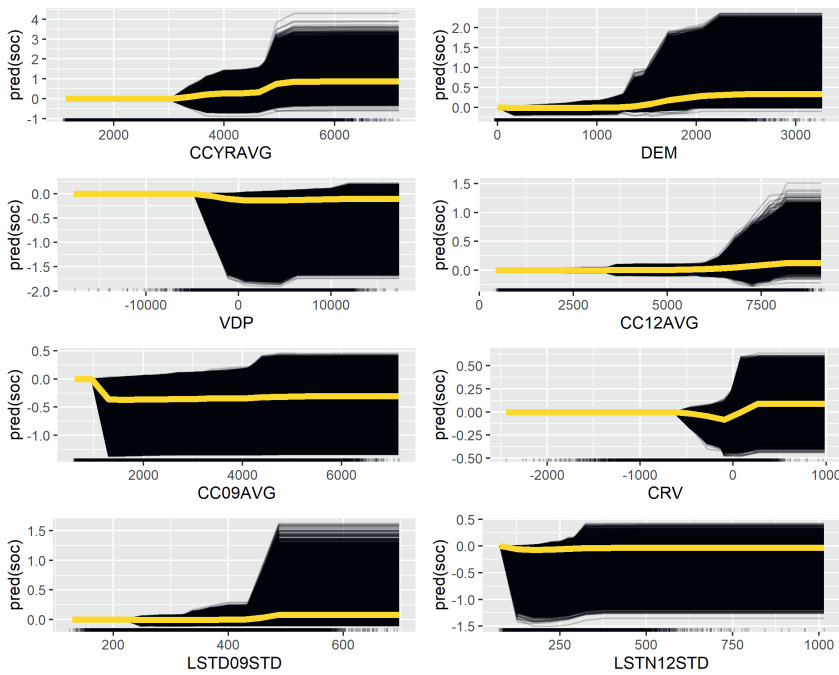 pred(soc)
4
3
2
1
0
-1
2000 4000 6000
CCYRAVG
pred(soc)
2.0
1.5
1.0
0.5
0.0
0 1000 2000 3000
DEM
pred(soc)
0.0
-0.5
-1.0
-1.5
-2.0
-10000 0 10000
VDP
pred(soc)
1.5
1.0
0.5
0.0
0 2500 5000 7500
CC12AVG
pred(soc)
0.5
0.0
-0.5
-1.0
2000 4000 6000
CC09AVG
pred(soc)
0.50
0.25
0.00
-0.25
-0.50
-2000 -1000 0 1000
CRV
pred(soc)
1.5
1.0
0.5
0.0
200 400 600
LSTD09STD
pred(soc)
0.5
0.0
-0.5
-1.0
-1.5
250 500 750 1000
LSTN12STD